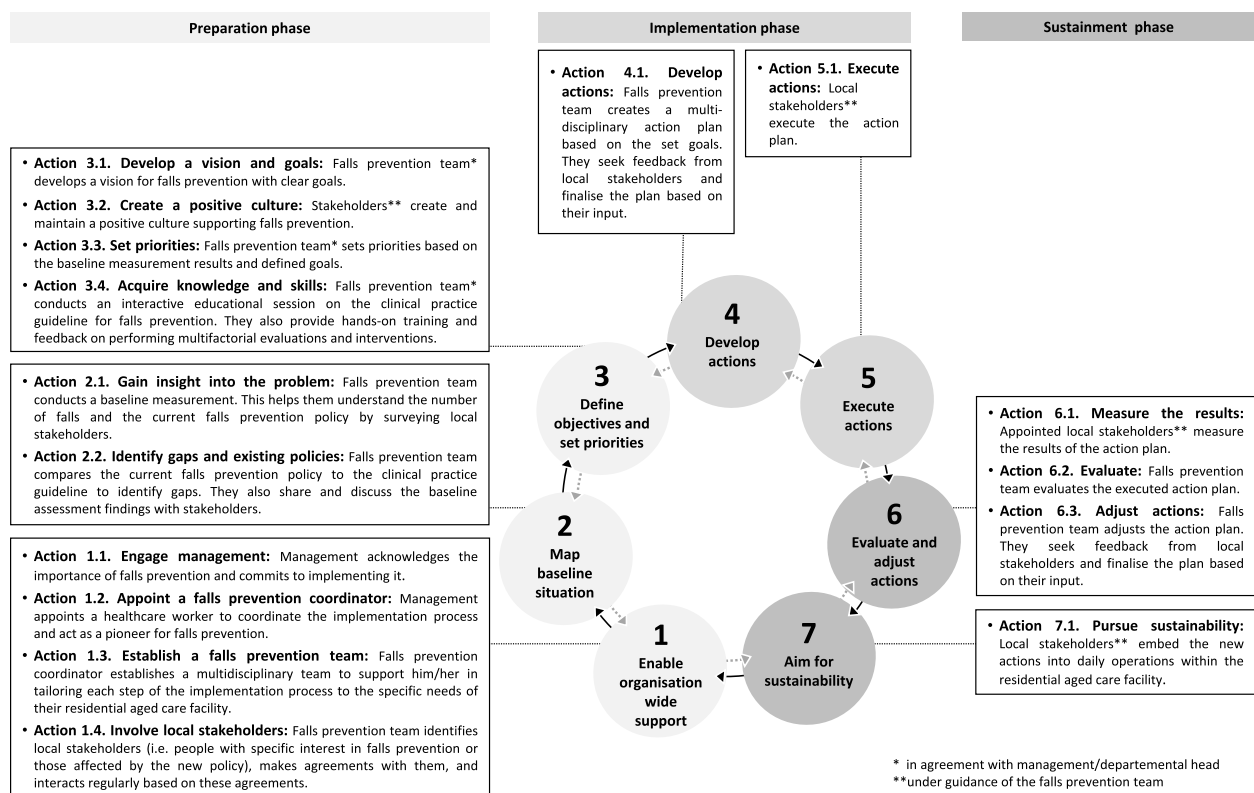 Preparation phase
Implementation phase
Sustainment phase
• Action 4.1. Develop
actions: Falls prevention
team creates a multi-
disciplinary action plan
based on the set goals.
They seek feedback from
local stakeholders and
finalise the plan based on
their input.
• Action 5.1. Execute
actions: Local
stakeholders**
execute the action
plan.
• Action 3.1. Develop a vision and goals: Falls prevention team*
develops a vision for falls prevention with clear goals.
• Action 3.2. Create a positive culture: Stakeholders** create and
maintain a positive culture supporting falls prevention.
• Action 3.3. Set priorities: Falls prevention team* sets priorities based on
the baseline measurement results and defined goals.
• Action 3.4. Acquire knowledge and skills: Falls prevention team*
conducts an interactive educational session on the clinical practice
guideline for falls prevention. They also provide hands-on training and
feedback on performing multifactorial evaluations and interventions.
• Action 2.1. Gain insight into the problem: Falls prevention team
conducts a baseline measurement. This helps them understand the number
of falls and the current falls prevention policy by surveying local
stakeholders.
• Action 2.2. Identify gaps and existing policies: Falls prevention team
compares the current falls prevention policy to the clinical practice
guideline to identify gaps. They also share and discuss the baseline
assessment findings with stakeholders.
• Action 1.1. Engage management: Management acknowledges the
importance of falls prevention and commits to implementing it.
• Action 1.2. Appoint a falls prevention coordinator: Management
appoints a healthcare worker to coordinate the implementation process
and act as a pioneer for falls prevention.
• Action 1.3. Establish a falls prevention team: Falls prevention
coordinator establishes a multidisciplinary team to support him/her in
tailoring each step of the implementation process to the specific needs of
their residential aged care facility.
• Action 1.4. Involve local stakeholders: Falls prevention team identifies
local stakeholders (i.e. people with specific interest in falls prevention or
those affected by the new policy), makes agreements with them, and
interacts regularly based on these agreements.
4
Develop
actions
3
Define
objectives and
set priorities
5
Execute
actions
2
Map
baseline
situation
6
Evaluate and
adjust
actions
1
Enable
organisation
wide
support
7
Aim for
sustainability
• Action 6.1. Measure the results:
Appointed local stakeholders** measure
the results of the action plan.
• Action 6.2. Evaluate: Falls prevention
team evaluates the executed action plan.
• Action 6.3. Adjust actions: Falls
prevention team adjusts the action plan.
They seek feedback from local
stakeholders and finalise the plan based
on their input.
• Action 7.1. Pursue sustainability:
Local stakeholders** embed the new
actions into daily operations within the
residential aged care facility.
* in agreement with management/departemental head
**under guidance of the falls prevention team